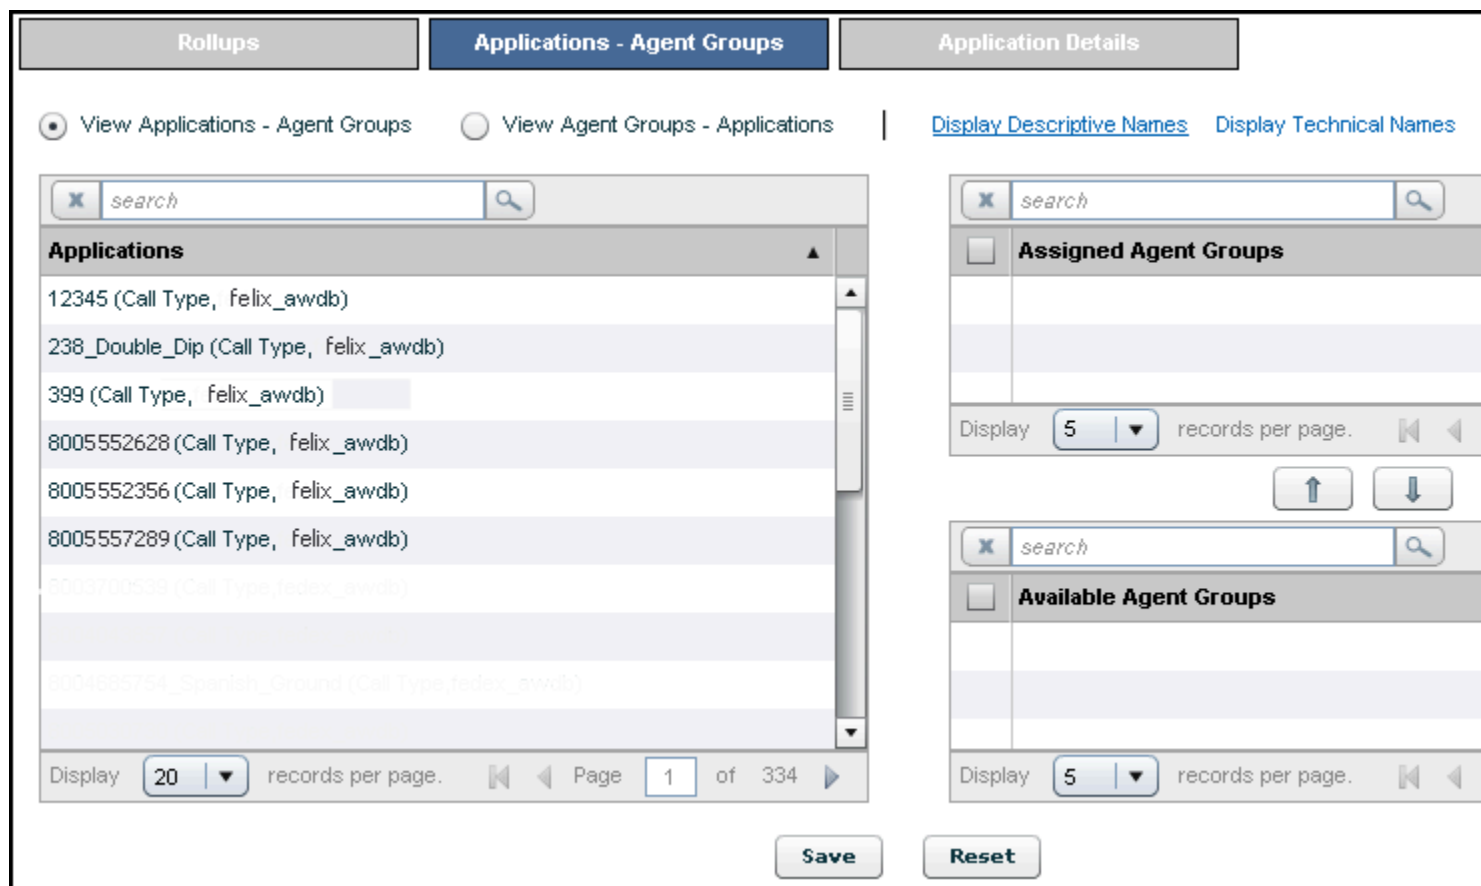 Rollups
Applications - Agent Groups
Application Details
View Applications - Agent Groups
View Agent Groups - Applications
Display Descriptive Names
Display Technical Names
search
Applications
12345 (Call Type, felix_awdb)
238_Double_Dip (Call Type, felix_awdb)
399 (Call Type, felix_awdb)
8005552628 (Call Type, felix_awdb)
8005552356 (Call Type, felix_awdb)
8005557289 (Call Type, felix_awdb)
Display 20 records per page. Page 1 of 334
search
Assigned Agent Groups
Display 5 records per page.
search
Available Agent Groups
Display 5 records per page.
Save
Reset